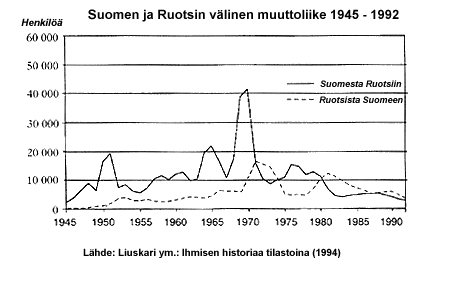 Suomen ja Ruotsin välinen muuttoliike 1945 - 1992
Henkilöä
60 000
50 000
40 000
30 000
20 000
10 000
0
Suomesta Ruotsiin
Ruotsista Suomeen
1945 1950 1955 1960 1965 1970 1975 1980 1985 1990
Lähde: Liuskari ym.: Ihmisen historiaa tilastoina (1994)